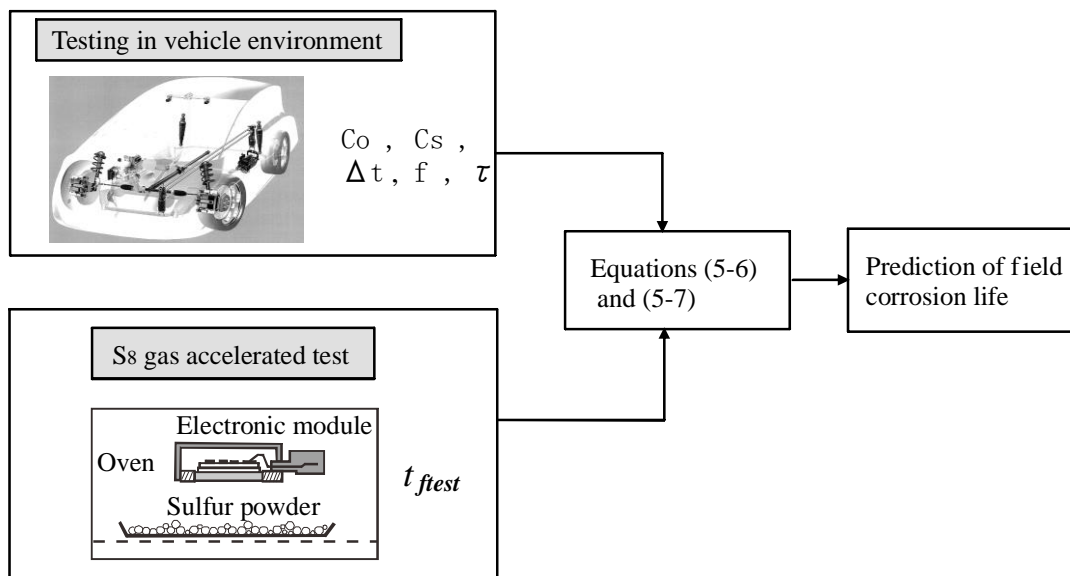 Testing in vehicle environment
Co , Cs ,
Δt, f , τ
Equations (5-6)
and (5-7)
Prediction of field
corrosion life
S8 gas accelerated test
Electronic module
Oven
Sulfur powder
t ftest